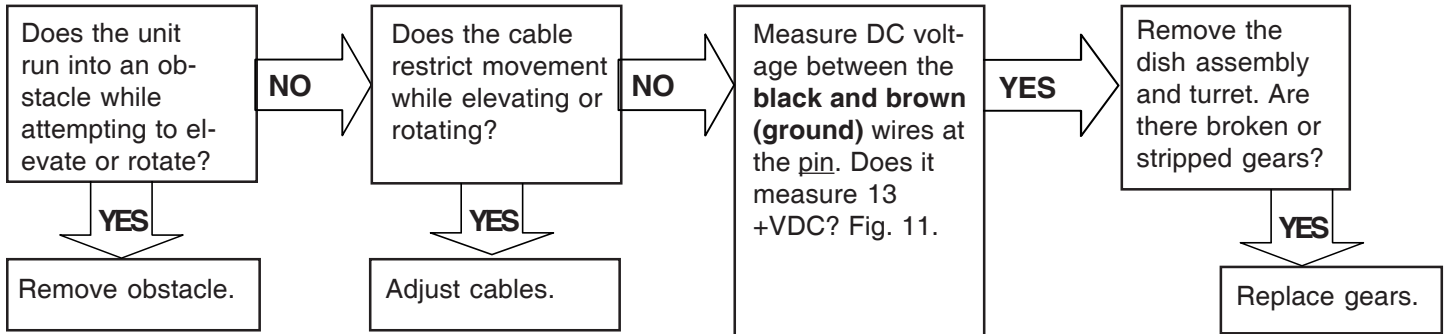 Does the unit
run into an ob-
stacle while
attempting to el-
evate or rotate?
NO
YES
Remove obstacle.
Does the cable
restrict movement
while elevating or
rotating?
NO
YES
Adjust cables.
Measure DC volt-
age between the
black and brown
(ground) wires at
the pin. Does it
measure 13
+VDC? Fig. 11.
YES
Remove the
dish assembly
and turret. Are
there broken or
stripped gears?
YES
Replace gears.